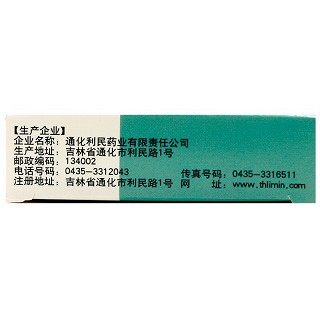 【生产企业】
企业名称：通化利民药业有限责任公司
生产地址：吉林省通化市利民路1号
邮政编码：134002
电话号码：0435-3312043 传真号码：0435-3316511
注册地址：吉林省通化市利民路1号 网 址：www.thlimin.com